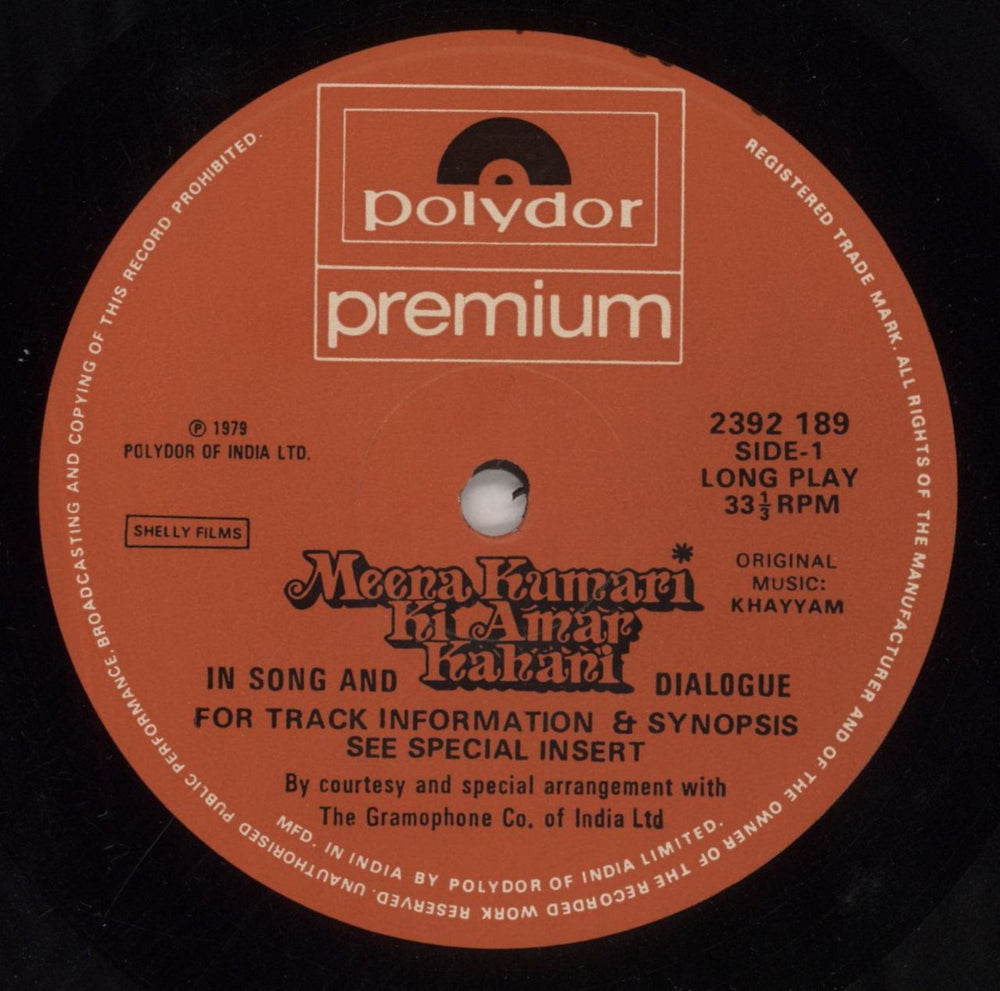 polydor
premium
℗ 1979
POLYDOR OF INDIA LTD.
SHELLY FILMS
2392 189
SIDE-1
LONG PLAY
33⅓ RPM
ORIGINAL
MUSIC:
KHAYYAM
Meena Kumari*
Ki Amar
Kahani
IN SONG AND DIALOGUE
FOR TRACK INFORMATION & SYNOPSIS
SEE SPECIAL INSERT
By courtesy and special arrangement with
The Gramophone Co. of India Ltd
MFD. IN INDIA BY POLYDOR OF INDIA LIMITED.
REGISTERED TRADE MARK. ALL RIGHTS OF THE MANUFACTURER AND OF THE OWNER OF THE RECORDED WORK RESERVED. UNAUTHORISED PUBLIC PERFORMANCE, BROADCASTING AND COPYING OF THIS RECORD PROHIBITED.